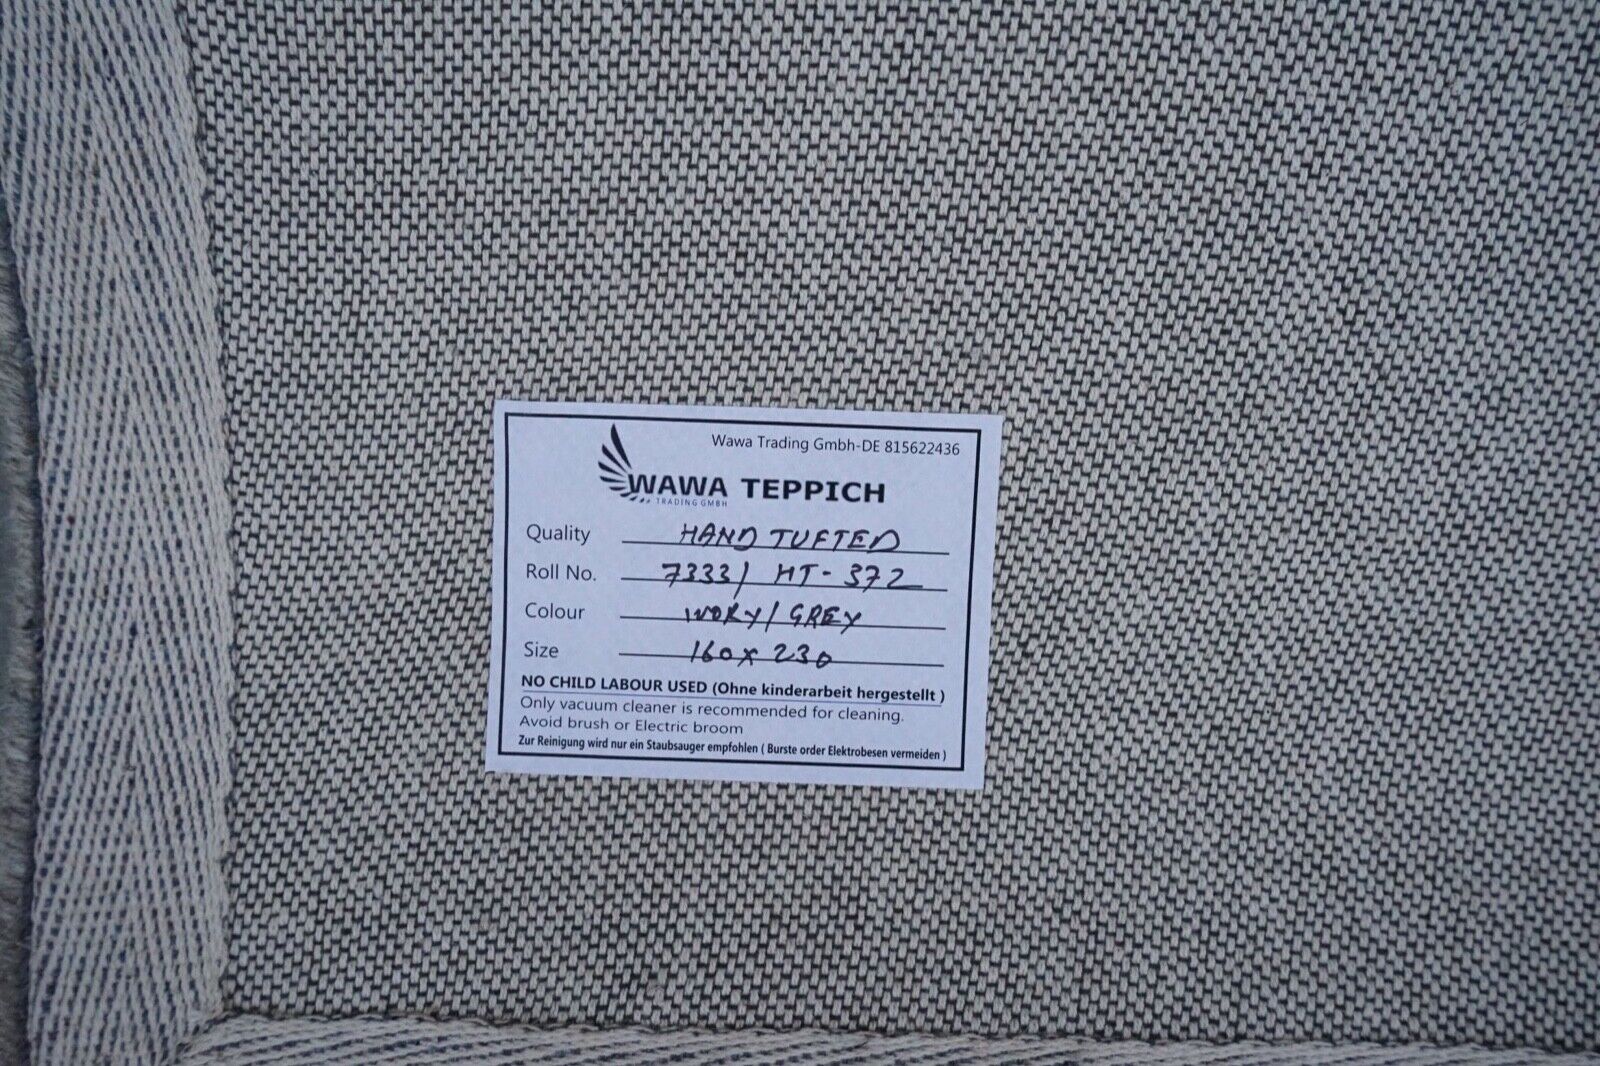 Wawa Trading Gmbh-DE 815622436
WAWA TEPPICH
TRADING GMBH
Quality HAND TUFTED
Roll No. 7333/ HT-372
Colour IVORY/GREY
Size 160x230
NO CHILD LABOUR USED (Ohne kinderarbeit hergestellt )
Only vacuum cleaner is recommended for cleaning.
Avoid brush or Electric broom
Zur Reinigung wird nur ein Staubsauger empfohlen ( Burste order Elektrobesen vermeiden )